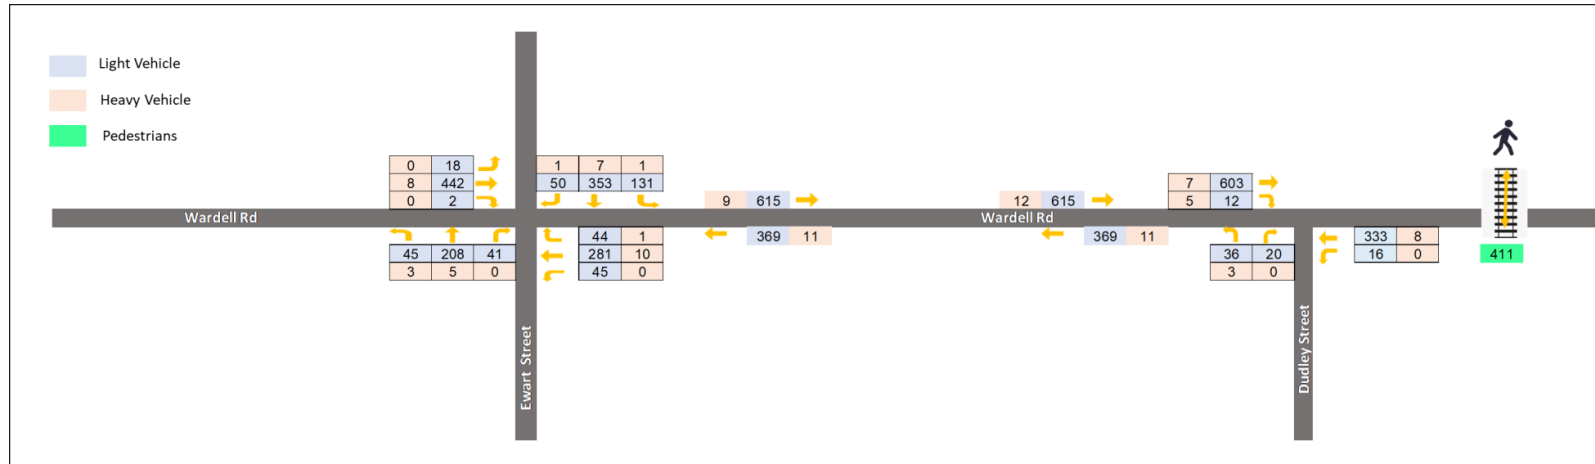 Light Vehicle
Heavy Vehicle
Pedestrians
0 18
8 442
0 2
1 7 1
50 353 131
9 615
12 615
7 603
5 12
Wardell Rd
Wardell Rd
45 208 41
3 5 0
44 1
281 10
45 0
369 11
369 11
36 20
3 0
333 8
16 0
411
Ewart Street
Dudley Street